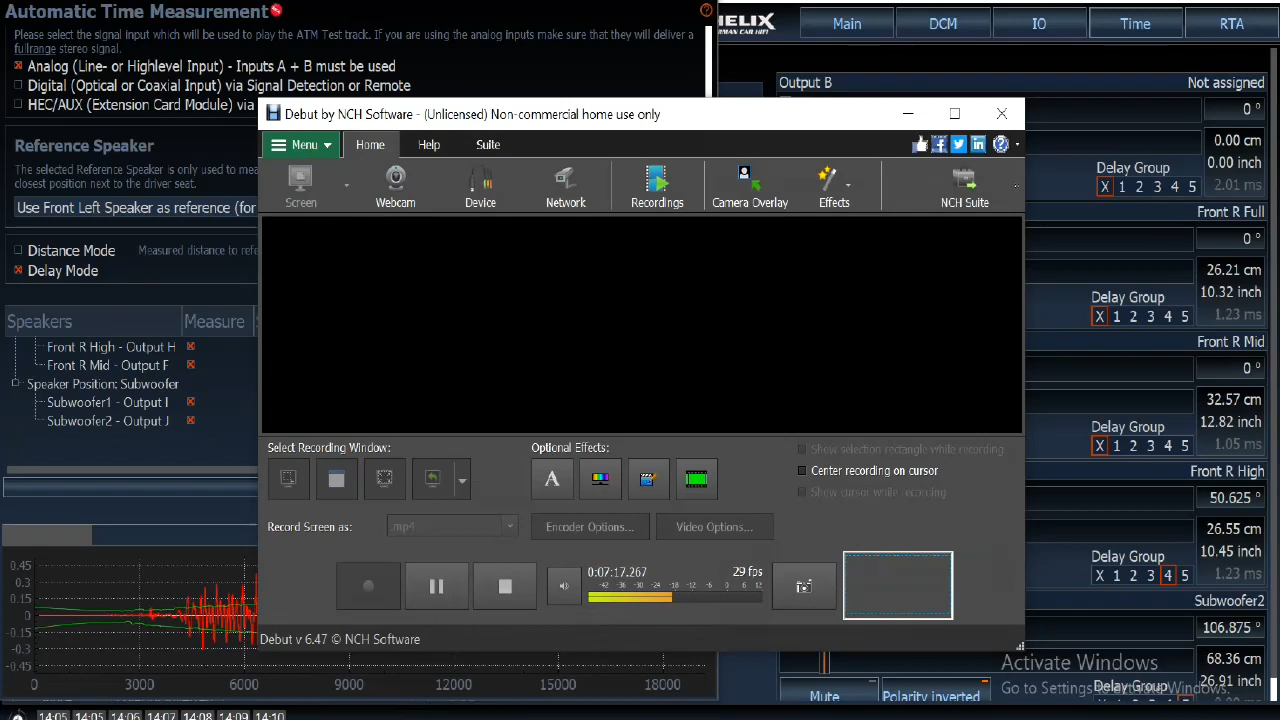 Automatic Time Measurement
Please select the signal input which will be used to play the ATM Test track. If you are using the analog inputs make sure that they will deliver a
fullrange stereo signal.
Analog (Line- or Highlevel Input) - Inputs A + B must be used
Digital (Optical or Coaxial Input) via Signal Detection or Remote
HEC/AUX (Extension Card Module) via
Reference Speaker
The selected Reference Speaker is only used to mea
closest position next to the driver seat.
Use Front Left Speaker as reference (for
Distance Mode Measured distance to refe
Delay Mode
Speakers Measure
Front R High - Output H
Front R Mid - Output F
Speaker Position: Subwoofer
Subwoofer1 - Output I
Subwoofer2 - Output J
0.45
0.3
0.15
0
-0.15
-0.3
-0.45
0 3000 6000 9000 12000 15000 18000
14:05 14:05 14:06 14:07 14:08 14:09 14:10
Debut by NCH Software - (Unlicensed) Non-commercial home use only
Menu Home Help Suite
Screen Webcam Device Network Recordings Camera Overlay Effects NCH Suite
Select Recording Window: Optional Effects:
Show selection rectangle while recording
Center recording on cursor
Show cursor while recording
A
Record Screen as: .mp4 Encoder Options... Video Options...
0:07:17.267 29 fps
-42 -36 -30 -24 -18 -12 -6 0 6 12
Debut v 6.47 © NCH Software
HELIX
GERMAN CAR HIFI
Main DCM IO Time RTA
Output B Not assigned
0 °
0.00 cm
0.00 inch
2.01 ms
Delay Group
X 1 2 3 4 5
Front R Full
0 °
26.21 cm
10.32 inch
1.23 ms
Delay Group
X 1 2 3 4 5
Front R Mid
0 °
32.57 cm
12.82 inch
1.05 ms
Delay Group
X 1 2 3 4 5
Front R High
50.625 °
26.55 cm
10.45 inch
1.23 ms
Delay Group
X 1 2 3 4 5
Subwoofer2
106.875 °
68.36 cm
26.91 inch
Delay Group
Mute Polarity inverted
Activate Windows
Go to Settings to activate Windows.